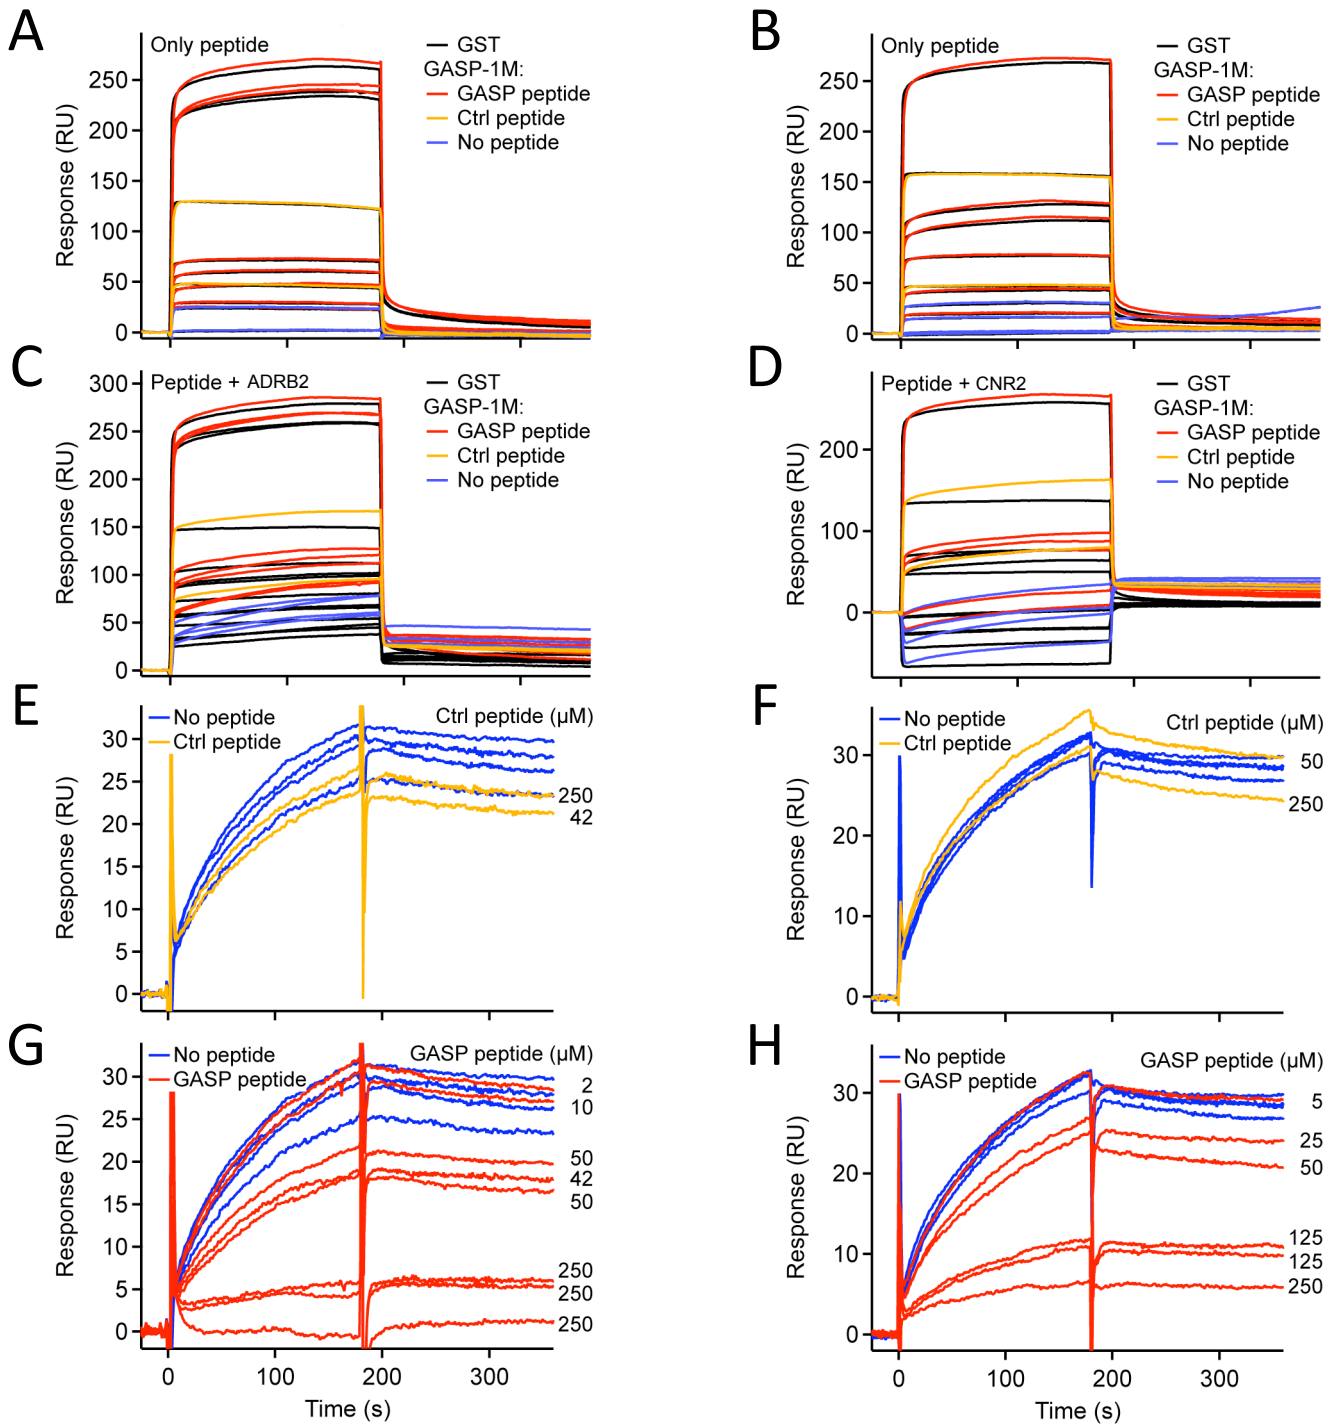 A
Only peptide
GST
GASP-1M:
GASP peptide
Ctrl peptide
No peptide
Response (RU)
250
200
150
100
50
0
B
Only peptide
GST
GASP-1M:
GASP peptide
Ctrl peptide
No peptide
Response (RU)
250
200
150
100
50
0
C
Peptide + ADRB2
GST
GASP-1M:
GASP peptide
Ctrl peptide
No peptide
Response (RU)
300
250
200
150
100
50
0
D
Peptide + CNR2
GST
GASP-1M:
GASP peptide
Ctrl peptide
No peptide
Response (RU)
200
100
0
E
No peptide
Ctrl peptide
Ctrl peptide (µM)
250
42
Response (RU)
30
25
20
15
10
5
0
F
No peptide
Ctrl peptide
Ctrl peptide (µM)
50
250
Response (RU)
30
20
10
0
G
No peptide
GASP peptide
GASP peptide (µM)
2
10
50
42
50
250
250
250
Response (RU)
30
25
20
15
10
5
0
0
100
200
300
Time (s)
H
No peptide
GASP peptide
GASP peptide (µM)
5
25
50
125
125
250
Response (RU)
30
20
10
0
0
100
200
300
Time (s)